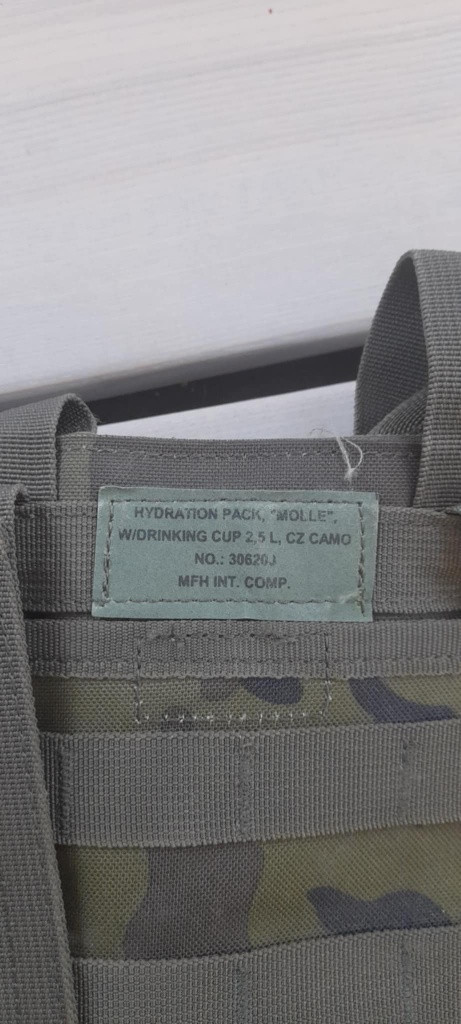 HYDRATION PACK, "MOLLE",
W/DRINKING CUP 2,5 L, CZ CAMO
NO.: 30620J
MFH INT. COMP.